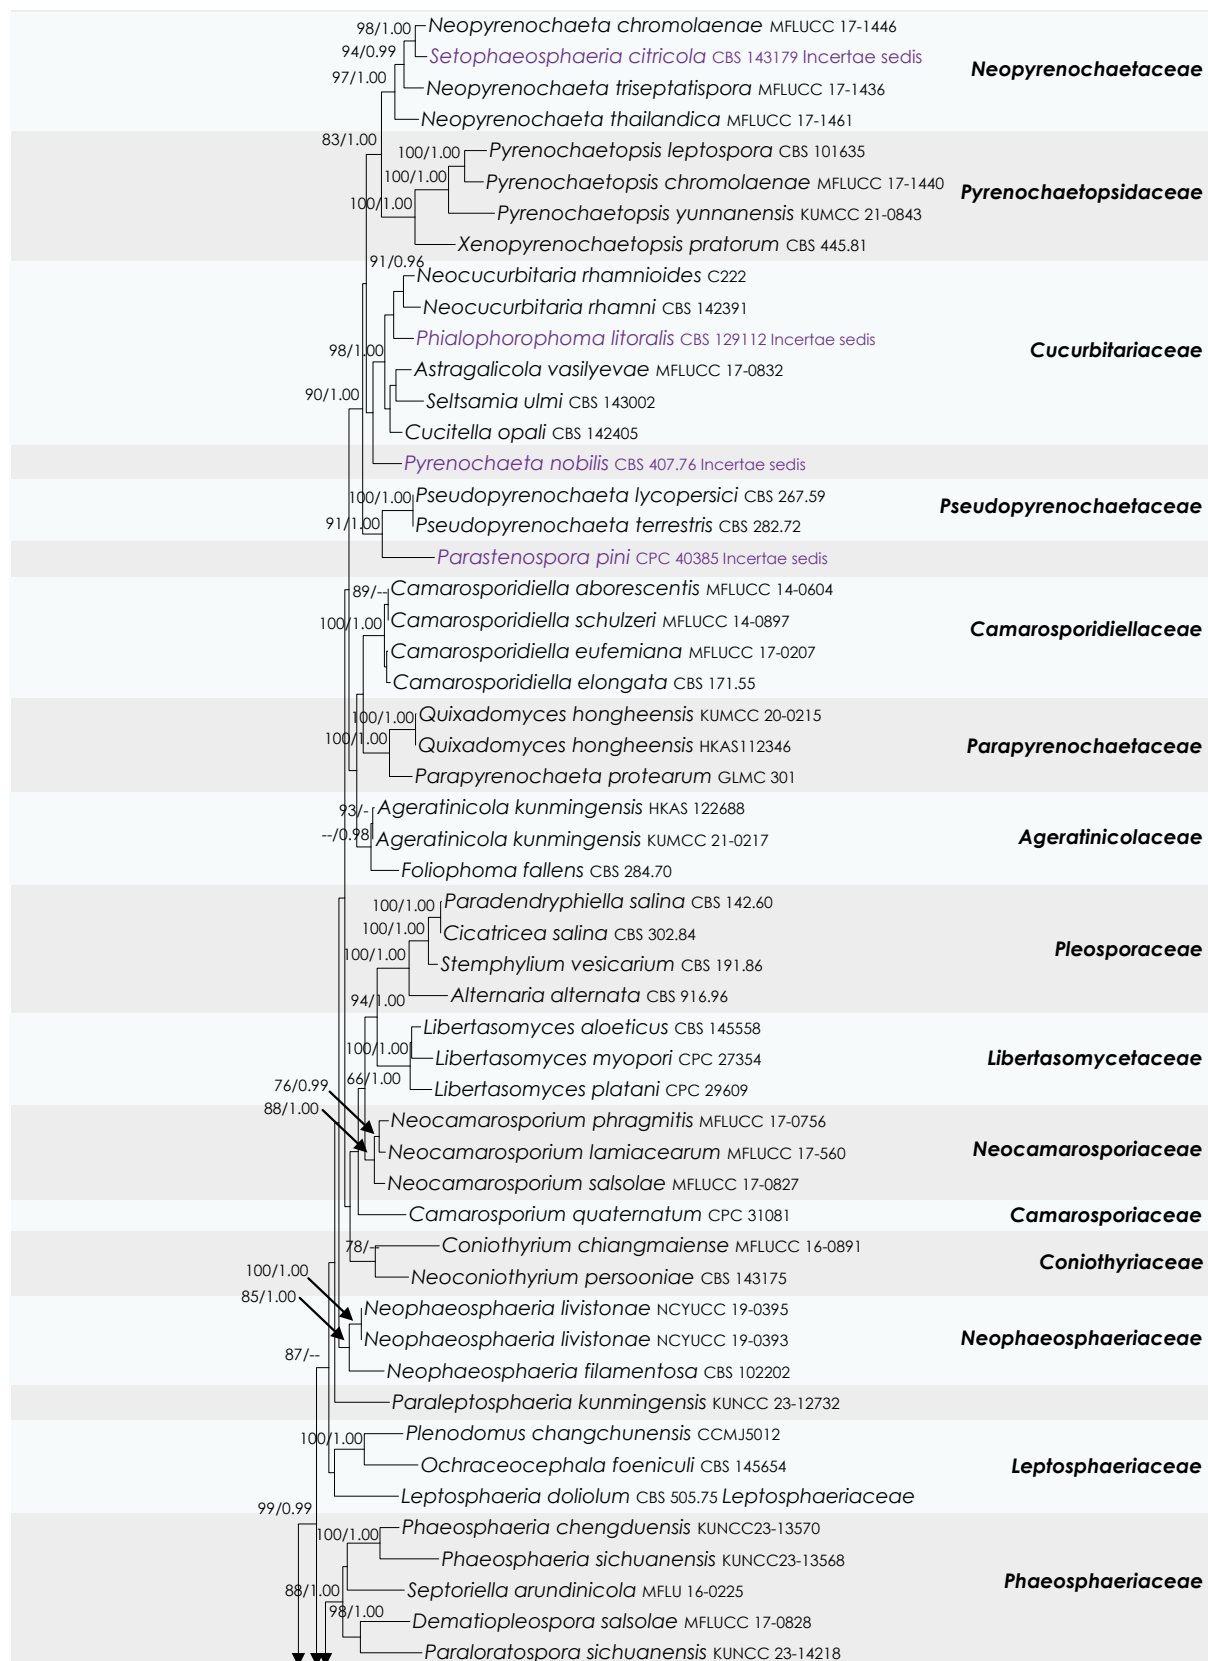 98/1.00 Neopyrenochaeta chromolaenae MFLUCC 17-1446
94/0.99 Setophaeosphaeria citricola CBS 143179 Incertae sedis
Neopyrenochaetaceae
97/1.00 Neopyrenochaeta triseptatispora MFLUCC 17-1436
Neopyrenochaeta thailandica MFLUCC 17-1461
83/1.00
100/1.00 Pyrenochaetopsis leptospora CBS 101635
100/1.00 Pyrenochaetopsis chromolaenae MFLUCC 17-1440
Pyrenochaetopsidaceae
100/1.00 Pyrenochaetopsis yunnanensis KUMCC 21-0843
Xenopyrenochaetopsis pratorum CBS 445.81
91/0.96
Neocucurbitaria rhamnioides C222
Neocucurbitaria rhamni CBS 142391
Phialophorophoma litoralis CBS 129112 Incertae sedis
98/1.00
Cucurbitariaceae
Astragalicola vasilyevae MFLUCC 17-0832
90/1.00
Seltsamia ulmi CBS 143002
Cucitella opali CBS 142405
Pyrenochaeta nobilis CBS 407.76 Incertae sedis
100/1.00 Pseudopyrenochaeta lycopersici CBS 267.59
Pseudopyrenochaetaceae
91/1.00 Pseudopyrenochaeta terrestris CBS 282.72
Parastenospora pini CPC 40385 Incertae sedis
89/-- Camarosporidiella aborescentis MFLUCC 14-0604
100/1.00 Camarosporidiella schulzeri MFLUCC 14-0897
Camarosporidiellaceae
Camarosporidiella eufemiana MFLUCC 17-0207
Camarosporidiella elongata CBS 171.55
100/1.00 Quixadomyces hongheensis KUMCC 20-0215
100/1.00 Quixadomyces hongheensis HKAS112346
Parapyrenochaetaceae
Parapyrenochaeta protearum GLMC 301
93/- Ageratinicola kunmingensis HKAS 122688
--/0.98 Ageratinicola kunmingensis KUMCC 21-0217
Ageratinicolaceae
Foliophoma fallens CBS 284.70
100/1.00 Paradendryphiella salina CBS 142.60
100/1.00 Cicatricea salina CBS 302.84
Pleosporaceae
100/1.00 Stemphylium vesicarium CBS 191.86
Alternaria alternata CBS 916.96
94/1.00
Libertasomyces aloeticus CBS 145558
100/1.00 Libertasomyces myopori CPC 27354
Libertasomycetaceae
66/1.00 Libertasomyces platani CPC 29609
76/0.99
88/1.00
Neocamarosporium phragmitis MFLUCC 17-0756
Neocamarosporium lamiacearum MFLUCC 17-560
Neocamarosporiaceae
Neocamarosporium salsolae MFLUCC 17-0827
Camarosporium quaternatum CPC 31081
Camarosporiaceae
78/-- Coniothyrium chiangmaiense MFLUCC 16-0891
Coniothyriaceae
100/1.00 Neoconiothyrium persooniae CBS 143175
85/1.00
Neophaeosphaeria livistonae NCYUCC 19-0395
Neophaeosphaeria livistonae NCYUCC 19-0393
Neophaeosphaeriaceae
87/--
Neophaeosphaeria filamentosa CBS 102202
Paraleptosphaeria kunmingensis KUNCC 23-12732
100/1.00 Plenodomus changchunensis CCMJ5012
Ochraceocephala foeniculi CBS 145654
Leptosphaeriaceae
Leptosphaeria doliolum CBS 505.75 Leptosphaeriaceae
99/0.99
100/1.00 Phaeosphaeria chengduensis KUNCC23-13570
Phaeosphaeria sichuanensis KUNCC23-13568
Phaeosphaeriaceae
88/1.00 Septoriella arundinicola MFLU 16-0225
98/1.00 Dematiopleospora salsolae MFLUCC 17-0828
Paraloratospora sichuanensis KUNCC 23-14218